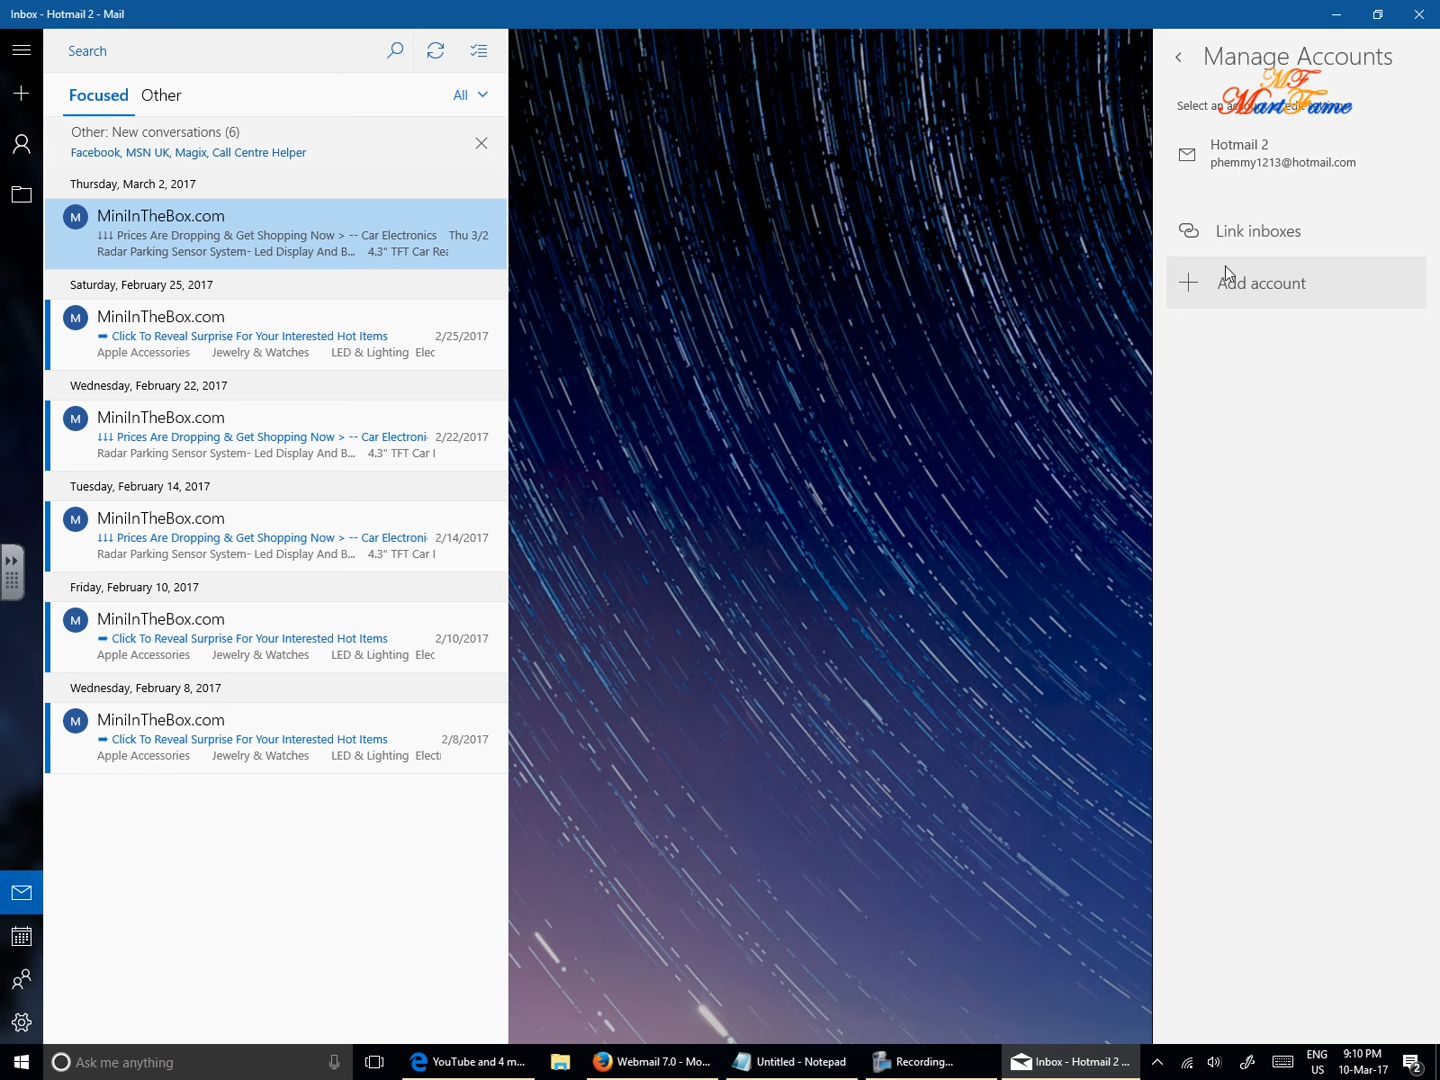 Inbox - Hotmail 2 - Mail
Search
Focused
Other
All
Other: New conversations (6)
Facebook, MSN UK, Magix, Call Centre Helper
Thursday, March 2, 2017
M
MiniInTheBox.com
↓↓↓ Prices Are Dropping & Get Shopping Now > -- Car Electronics Thu 3/2
Radar Parking Sensor System- Led Display And B... 4.3" TFT Car Rea
Saturday, February 25, 2017
M
MiniInTheBox.com
➡ Click To Reveal Surprise For Your Interested Hot Items 2/25/2017
Apple Accessories Jewelry & Watches LED & Lighting Elec
Wednesday, February 22, 2017
M
MiniInTheBox.com
↓↓↓ Prices Are Dropping & Get Shopping Now > -- Car Electroni 2/22/2017
Radar Parking Sensor System- Led Display And B... 4.3" TFT Car I
Tuesday, February 14, 2017
M
MiniInTheBox.com
↓↓↓ Prices Are Dropping & Get Shopping Now > -- Car Electroni 2/14/2017
Radar Parking Sensor System- Led Display And B... 4.3" TFT Car I
Friday, February 10, 2017
M
MiniInTheBox.com
➡ Click To Reveal Surprise For Your Interested Hot Items 2/10/2017
Apple Accessories Jewelry & Watches LED & Lighting Elec
Wednesday, February 8, 2017
M
MiniInTheBox.com
➡ Click To Reveal Surprise For Your Interested Hot Items 2/8/2017
Apple Accessories Jewelry & Watches LED & Lighting Elect
Manage Accounts
MF
MartFame
Select an
Hotmail 2
phemmy1213@hotmail.com
Link inboxes
Add account
Ask me anything
YouTube and 4 m...
Webmail 7.0 - Mo...
Untitled - Notepad
Recording...
Inbox - Hotmail 2 ...
ENG
US
9:10 PM
10-Mar-17
2